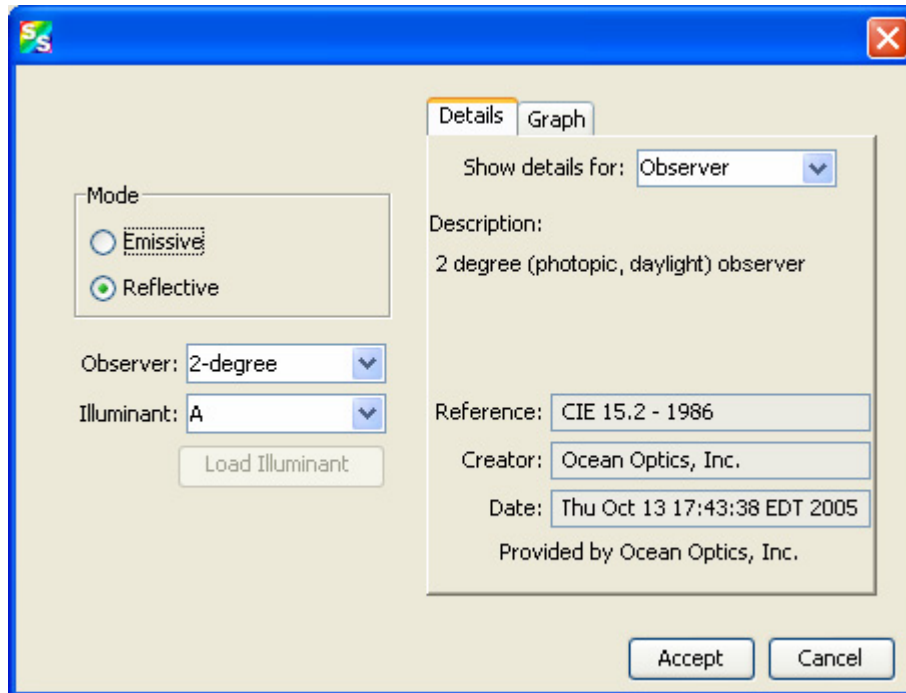 SS
Details Graph
Show details for: Observer
Mode
Emissive
Reflective
Description:
2 degree (photopic, daylight) observer
Observer: 2-degree
Illuminant: A
Load Illuminant
Reference: CIE 15.2 - 1986
Creator: Ocean Optics, Inc.
Date: Thu Oct 13 17:43:38 EDT 2005
Provided by Ocean Optics, Inc.
Accept Cancel